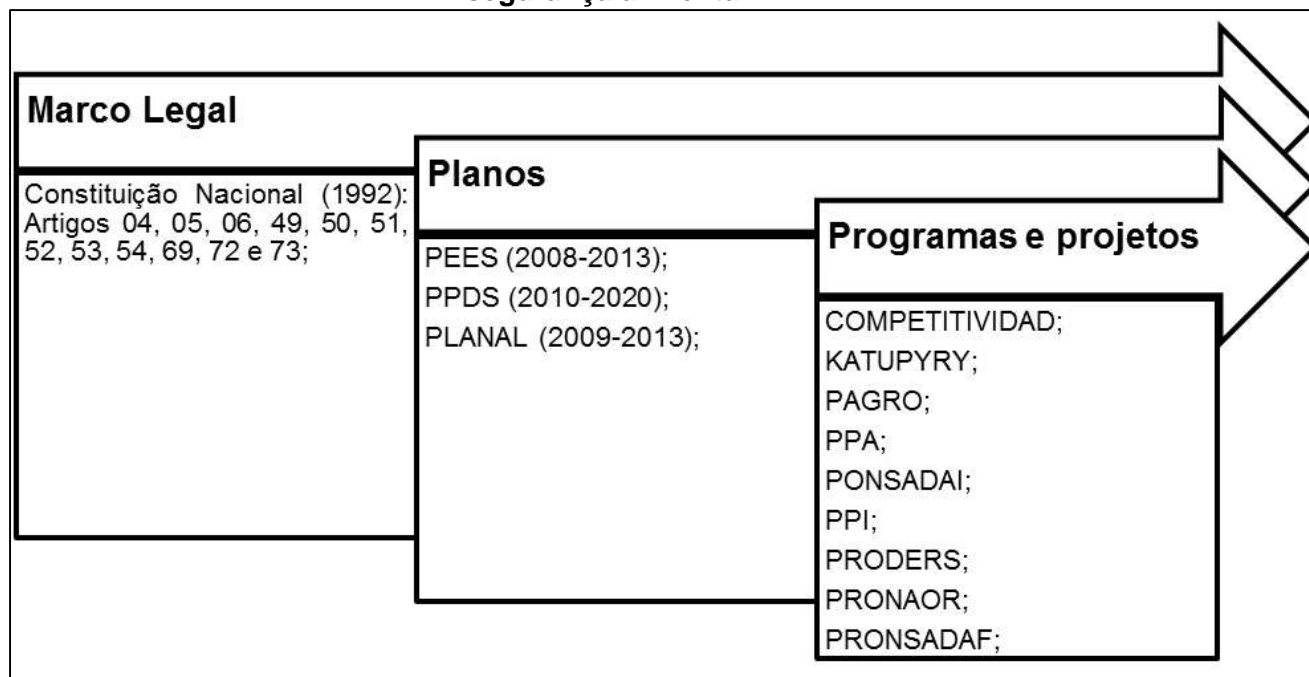 Marco Legal
Constituição Nacional (1992):
Artigos 04, 05, 06, 49, 50, 51,
52, 53, 54, 69, 72 e 73;
Planos
PEES (2008-2013);
PPDS (2010-2020);
PLANAL (2009-2013);
Programas e projetos
COMPETITIVIDAD;
KATUPYRY;
PAGRO;
PPA;
PONSADAI;
PPI;
PRODERS;
PRONAOR;
PRONSADAF;